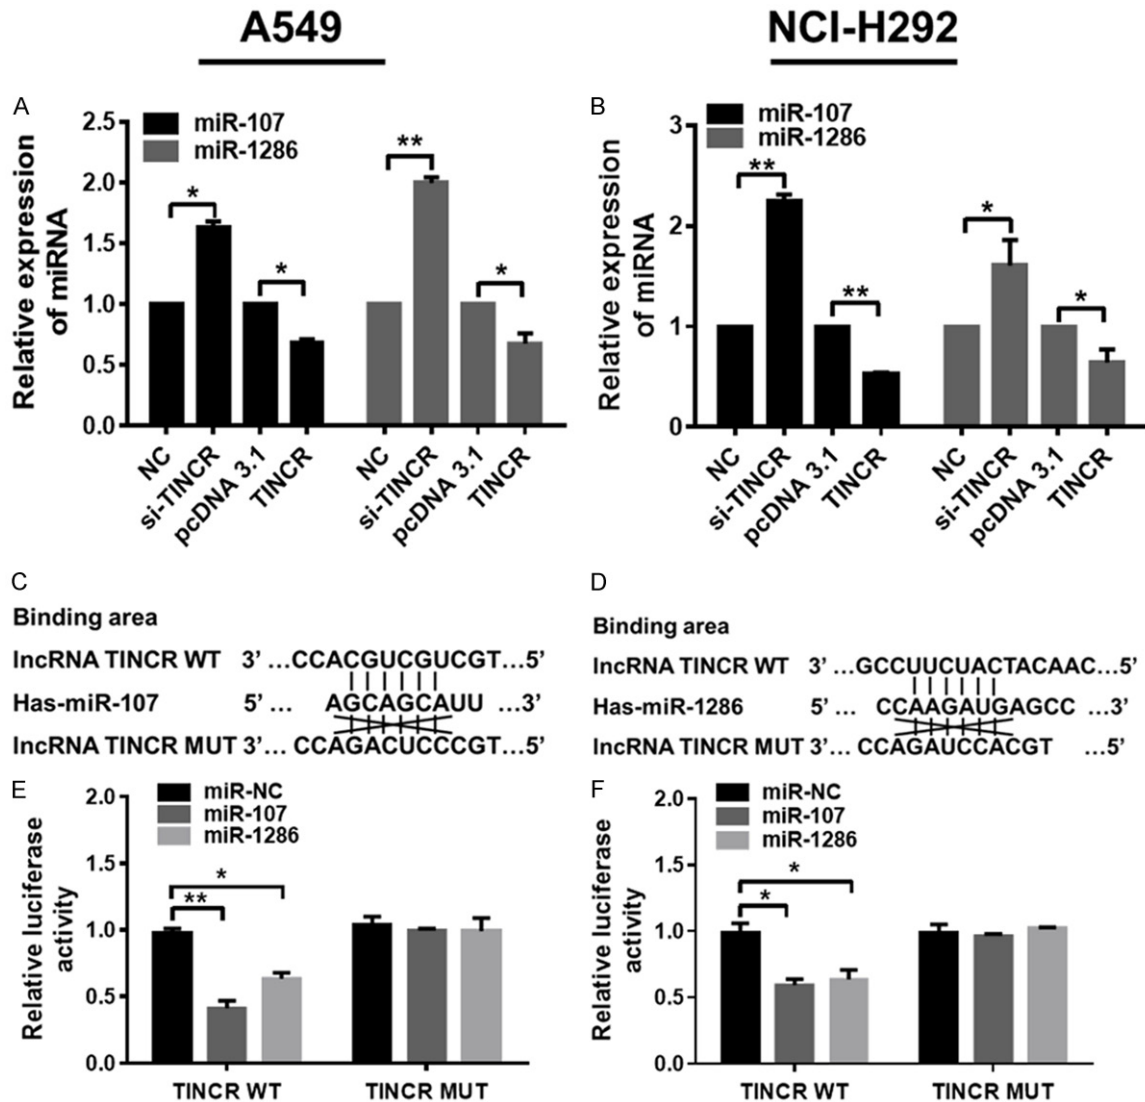 A549
NCI-H292
A
miR-107
miR-1286
Relative expression
of miRNA
2.5
2.0
1.5
1.0
0.5
0.0
*
*
**
*
NC
si-TINCR
pcDNA 3.1
TINCR
NC
si-TINCR
pcDNA 3.1
TINCR
B
miR-107
miR-1286
Relative expression
of miRNA
3
2
1
0
**
**
*
*
NC
si-TINCR
pcDNA 3.1
TINCR
NC
si-TINCR
pcDNA 3.1
TINCR
C
Binding area
lncRNA TINCR WT 3’ ...CCACGUCGUCGT...5’
Has-miR-107 5’ ... AGCAGCAUU ...3’
lncRNA TINCR MUT 3’... CCAGACUCCCGT...5’
D
Binding area
lncRNA TINCR WT 3’ ...GCCUUCUACTACAAC...5’
Has-miR-1286 5’ ... CCAAGAUGAGCC ...3’
lncRNA TINCR MUT 3’... CCAGAUCCACGT ...5’
E
miR-NC
miR-107
miR-1286
Relative luciferase
activity
2.0
1.5
1.0
0.5
0.0
**
*
TINCR WT
TINCR MUT
F
miR-NC
miR-107
miR-1286
Relative luciferase
activity
2.0
1.5
1.0
0.5
0.0
*
*
TINCR WT
TINCR MUT